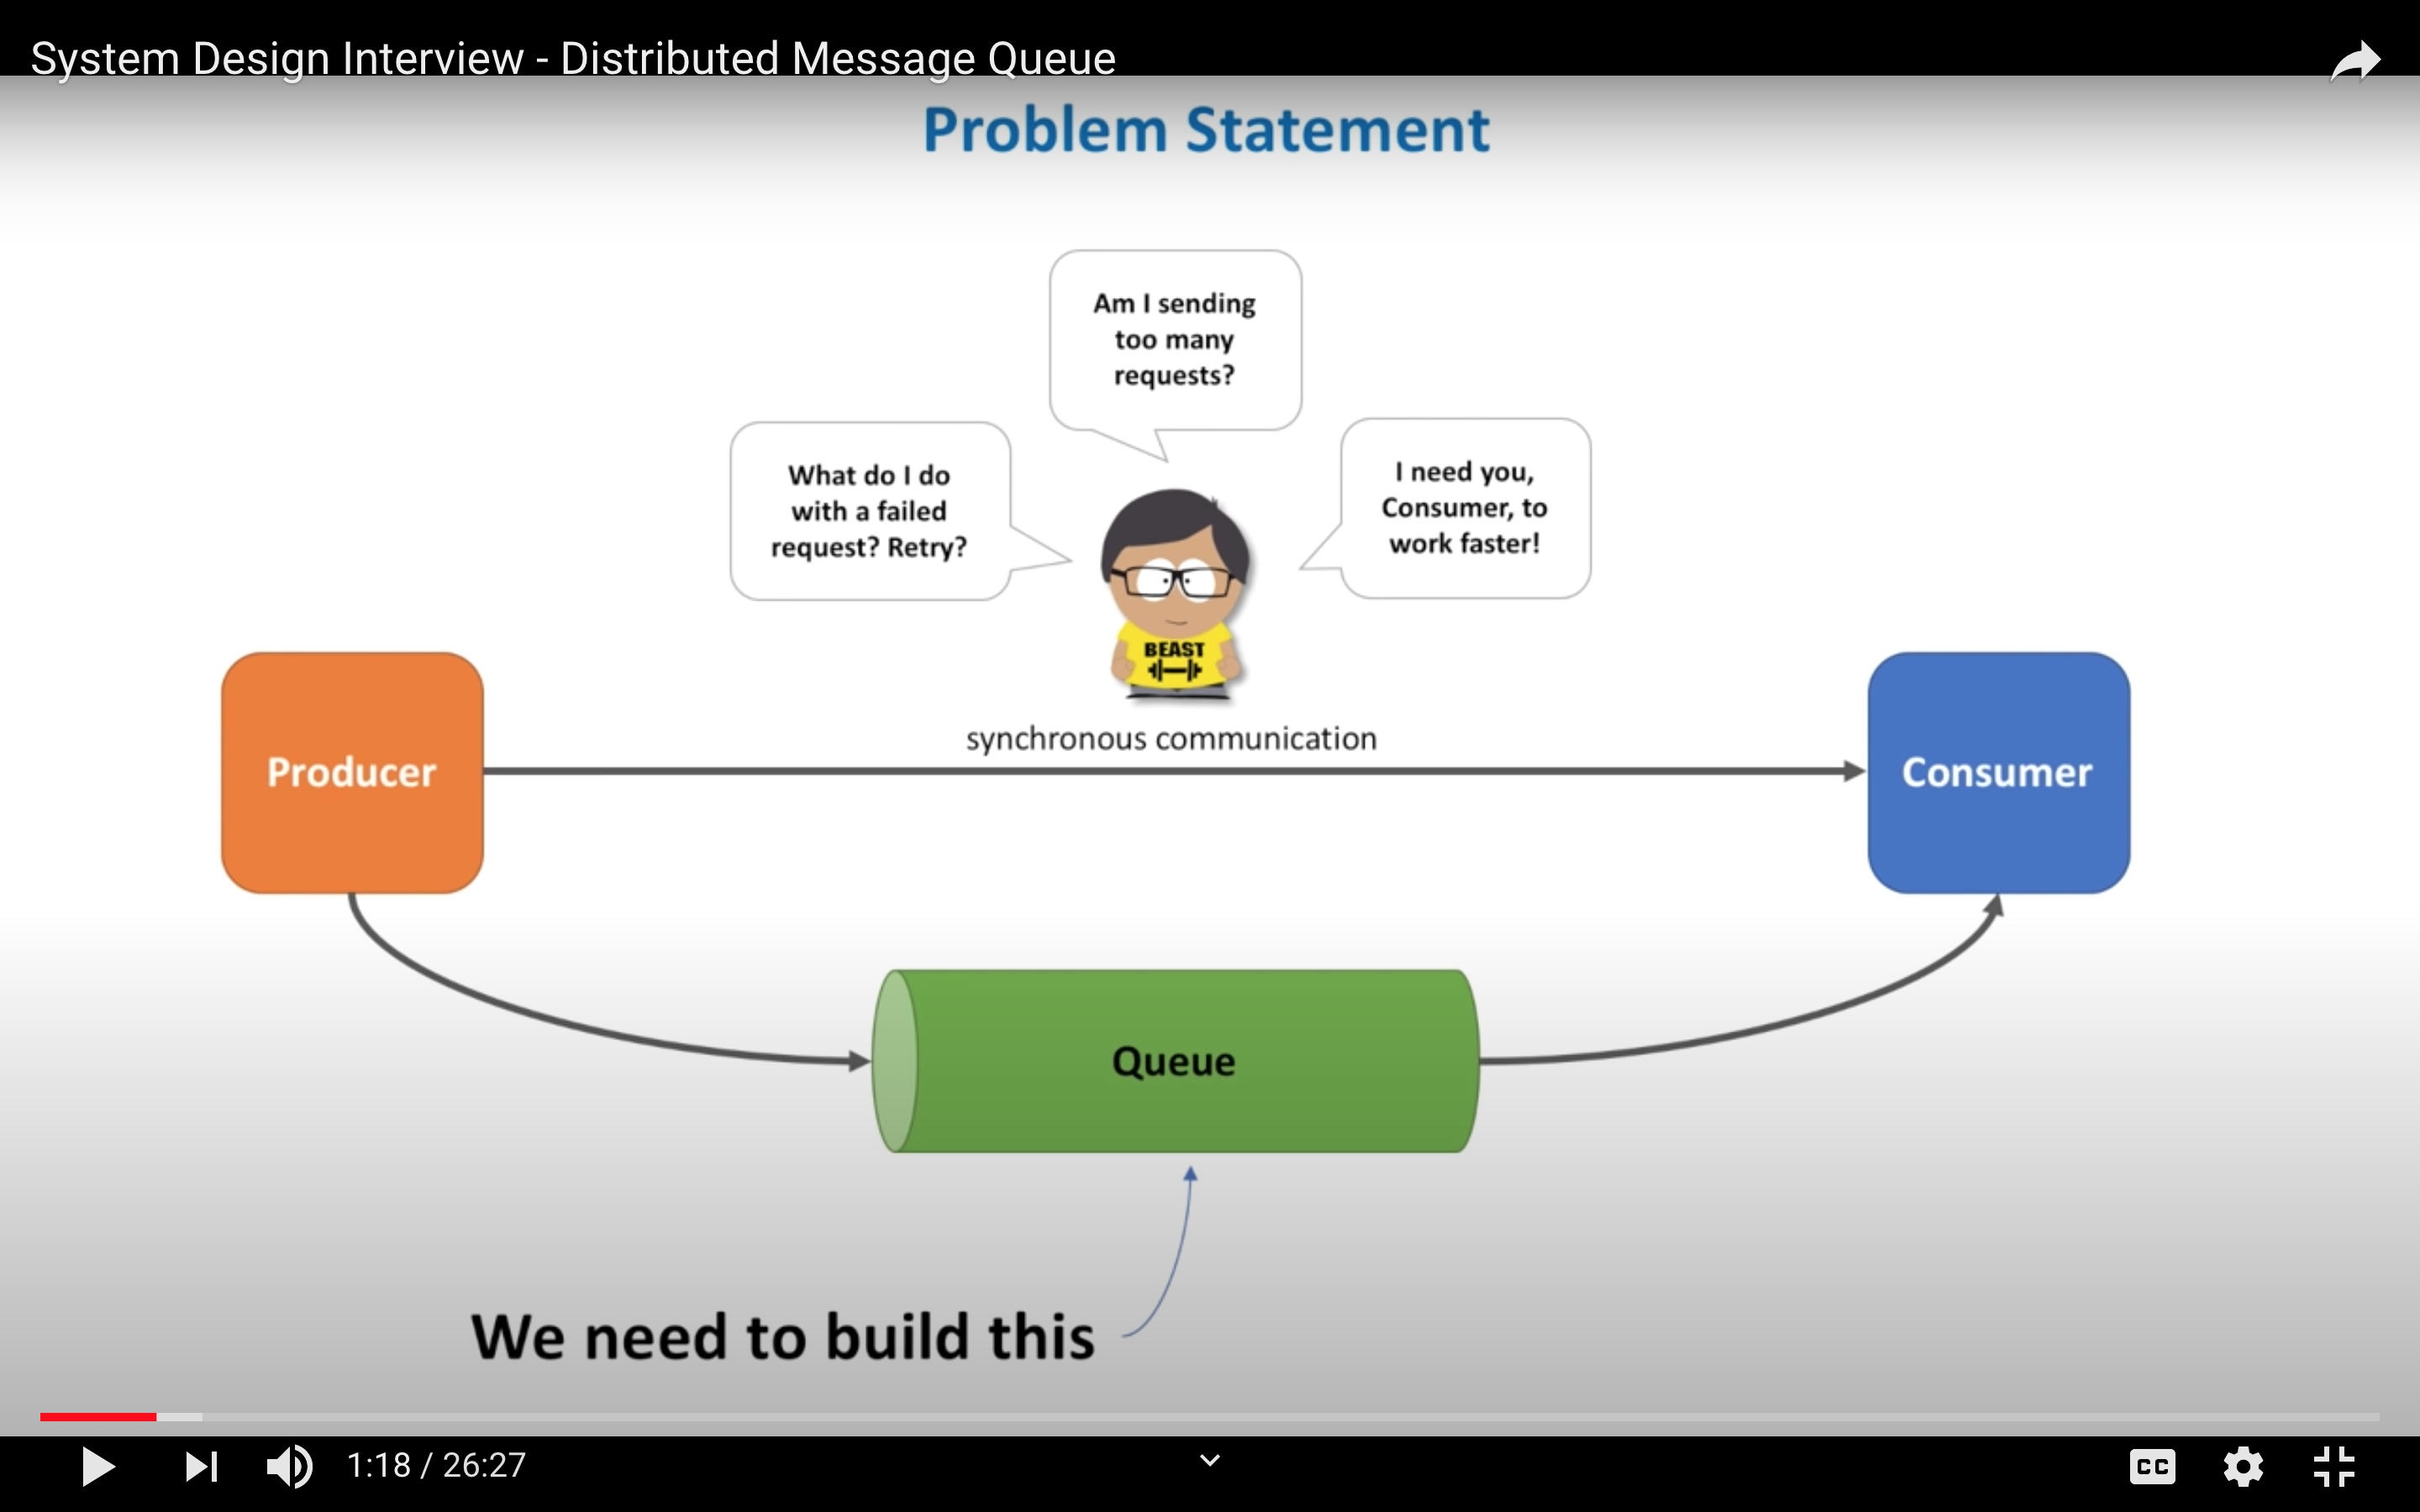 System Design Interview - Distributed Message Queue
Problem Statement
Am I sending
too many
requests?
What do I do
with a failed
request? Retry?
I need you,
Consumer, to
work faster!
BEAST
synchronous communication
Producer
Consumer
Queue
We need to build this
1:18 / 26:27
CC